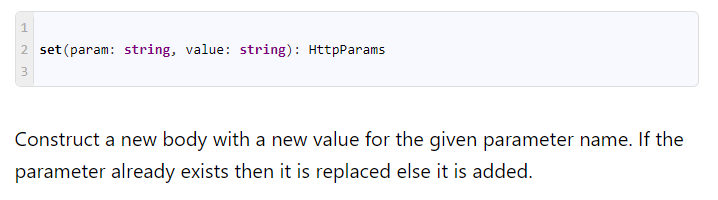 1
2 set(param: string, value: string): HttpParams
3
Construct a new body with a new value for the given parameter name. If the
parameter already exists then it is replaced else it is added.